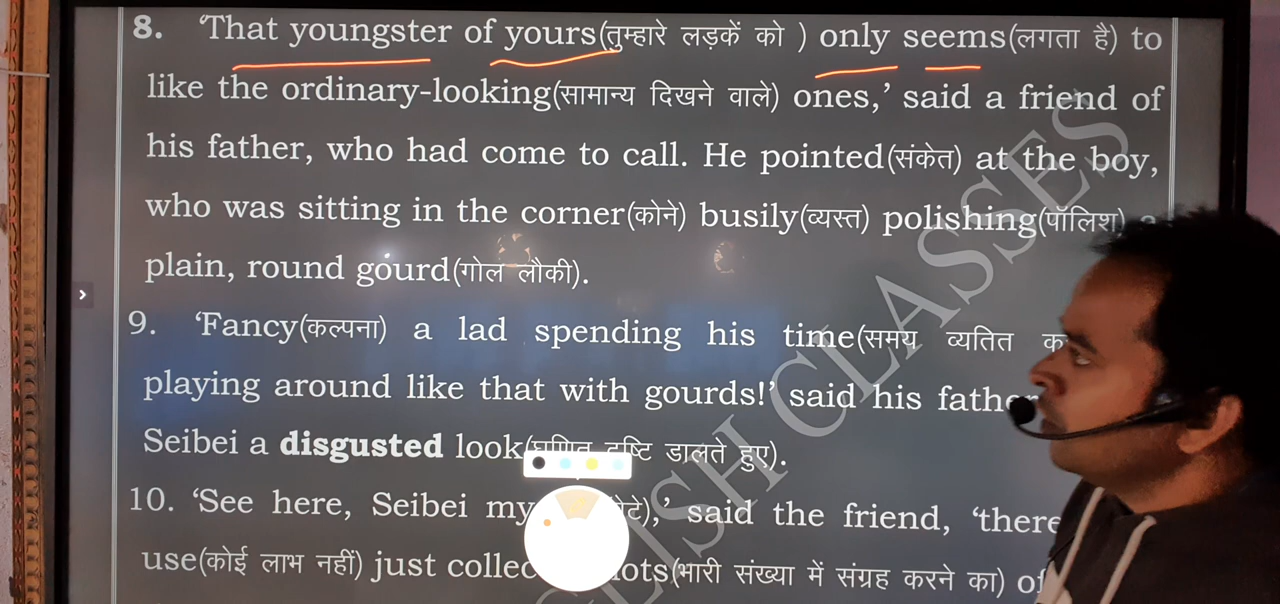 8. ‘That youngster of yours(तुम्हारे लड़कें को ) only seems(लगता है) to
like the ordinary-looking(सामान्य दिखने वाले) ones,’ said a friend of
his father, who had come to call. He pointed(संकेत) at the boy,
who was sitting in the corner(कोने) busily(व्यस्त) polishing(पॉलिश)
plain, round gourd(गोल लौकी).
9. ‘Fancy(कल्पना) a lad spending his time(समय व्यतित
playing around like that with gourds!’ said his
Seibei a disgusted look(घृणित दृष्टि डालते हुए).
10. ‘See here, Seibei my ,’ said the friend, ‘there
use(कोई लाभ नहीं) just (भारी संख्या में संग्रह करने का) of
ENGLISH CLASSES